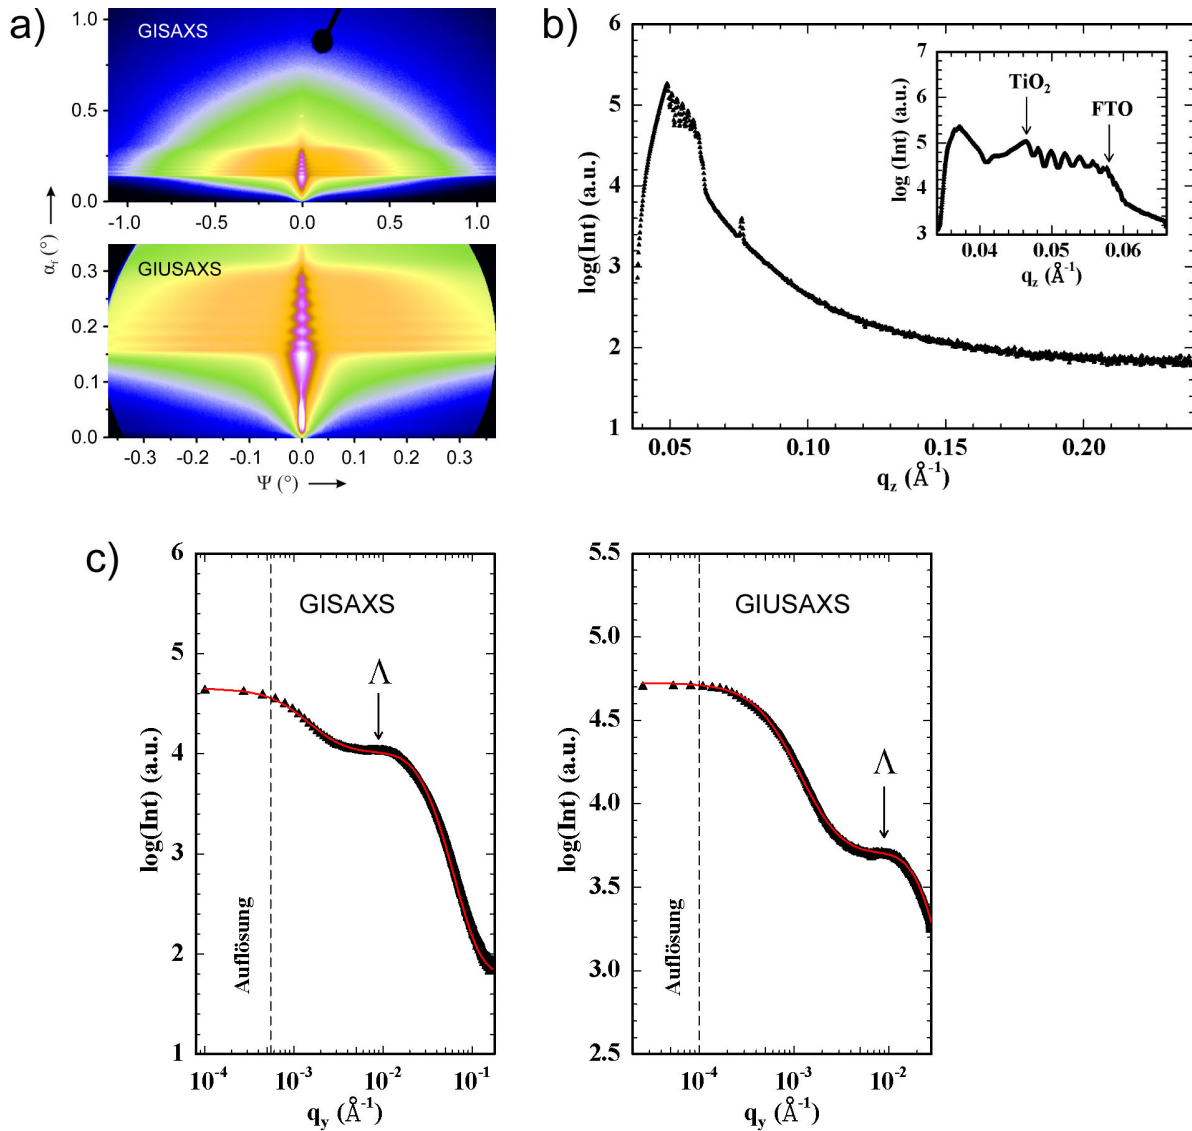 a)
GISAXS
1.0
0.5
0.0
-1.0
-0.5
0.0
0.5
1.0
α_f (°)
GIUSAXS
0.3
0.2
0.1
0.0
-0.3
-0.2
-0.1
0.0
0.1
0.2
0.3
Ψ (°)
b)
log(Int) (a.u.)
6
5
4
3
2
1
0.05
0.10
0.15
0.20
q_z (Å⁻¹)
log (Int) (a.u.)
7
6
5
4
3
TiO₂
FTO
0.04
0.05
0.06
q_z (Å⁻¹)
c)
GISAXS
log(Int) (a.u.)
6
5
4
3
2
1
Λ
Auflösung
10⁻⁴
10⁻³
10⁻²
10⁻¹
q_y (Å⁻¹)
GIUSAXS
log(Int) (a.u.)
5.5
5.0
4.5
4.0
3.5
3.0
2.5
Λ
Auflösung
10⁻⁴
10⁻³
10⁻²
q_y (Å⁻¹)